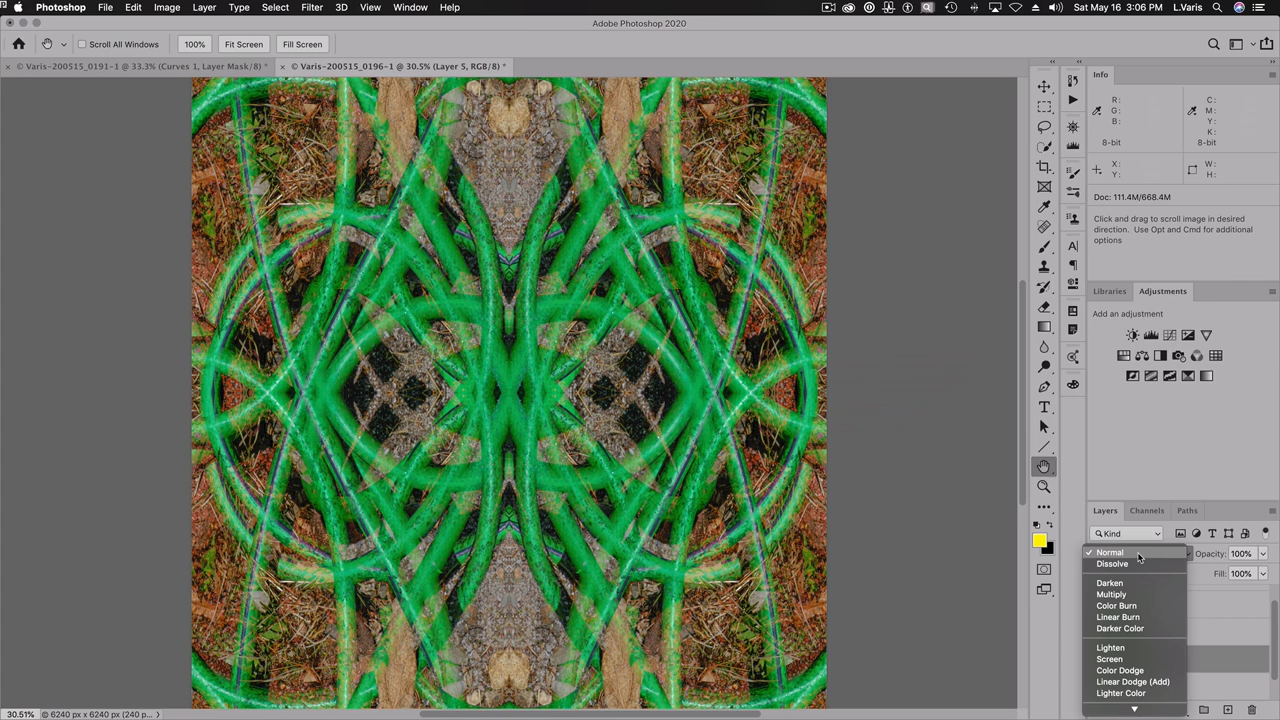 Photoshop File Edit Image Layer Type Select Filter 3D View Window Help Sat May 16 3:06 PM L.Varis
Adobe Photoshop 2020
Scroll All Windows 100% Fit Screen Fill Screen
× © Varis-200515_0191-1 @ 33.3% (Curves 1, Layer Mask/8) * × © Varis-200515_0196-1 @ 30.5% (Layer 5, RGB/8) *
Info
R: C:
G: M:
B: Y:
K:
8-bit 8-bit
X: W:
Y: H:
Doc: 111.4M/668.4M
Click and drag to scroll image in desired
direction. Use Opt and Cmd for additional
options
Libraries Adjustments
Add an adjustment
Layers Channels Paths
Kind
Normal Opacity: 100%
Dissolve
Fill: 100%
Darken
Multiply
Color Burn
Linear Burn
Darker Color
Lighten
Screen
Color Dodge
Linear Dodge (Add)
Lighter Color
30.51% © 6240 px x 6240 px (240 p...